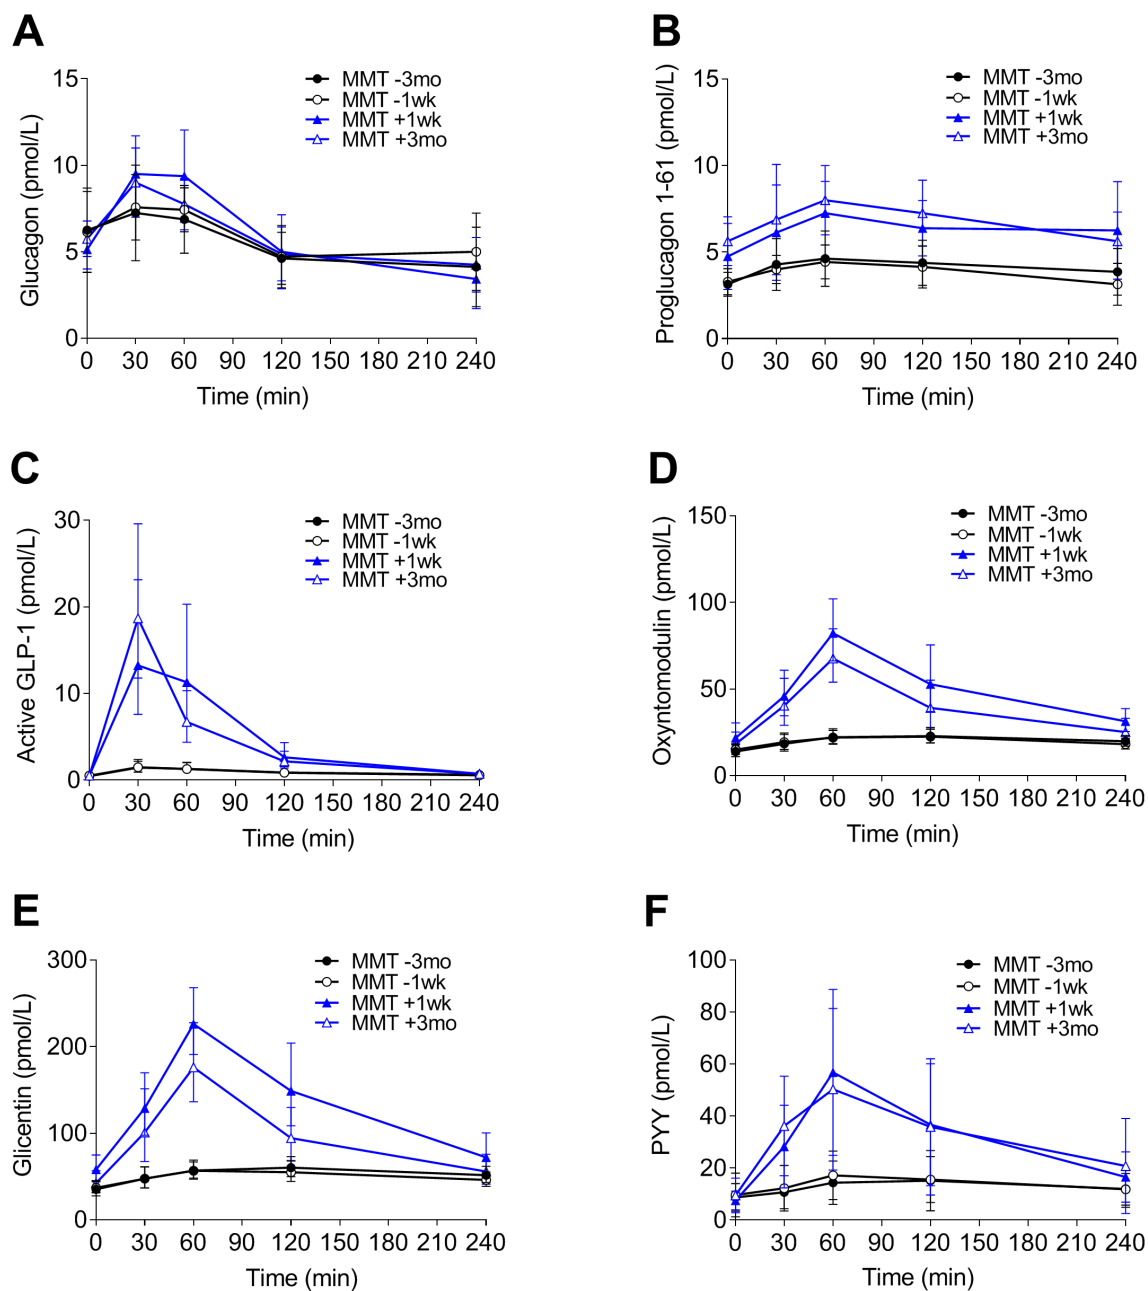 A
Glucagon (pmol/L)
15
10
5
0
MMT -3mo
MMT -1wk
MMT +1wk
MMT +3mo
0 30 60 90 120 150 180 210 240
Time (min)
B
Proglucagon 1-61 (pmol/L)
15
10
5
0
MMT -3mo
MMT -1wk
MMT +1wk
MMT +3mo
0 30 60 90 120 150 180 210 240
Time (min)
C
Active GLP-1 (pmol/L)
30
20
10
0
MMT -3mo
MMT -1wk
MMT +1wk
MMT +3mo
0 30 60 90 120 150 180 210 240
Time (min)
D
Oxyntomodulin (pmol/L)
150
100
50
0
MMT -3mo
MMT -1wk
MMT +1wk
MMT +3mo
0 30 60 90 120 150 180 210 240
Time (min)
E
Glicentin (pmol/L)
300
200
100
0
MMT -3mo
MMT -1wk
MMT +1wk
MMT +3mo
0 30 60 90 120 150 180 210 240
Time (min)
F
PYY (pmol/L)
100
80
60
40
20
0
MMT -3mo
MMT -1wk
MMT +1wk
MMT +3mo
0 30 60 90 120 150 180 210 240
Time (min)